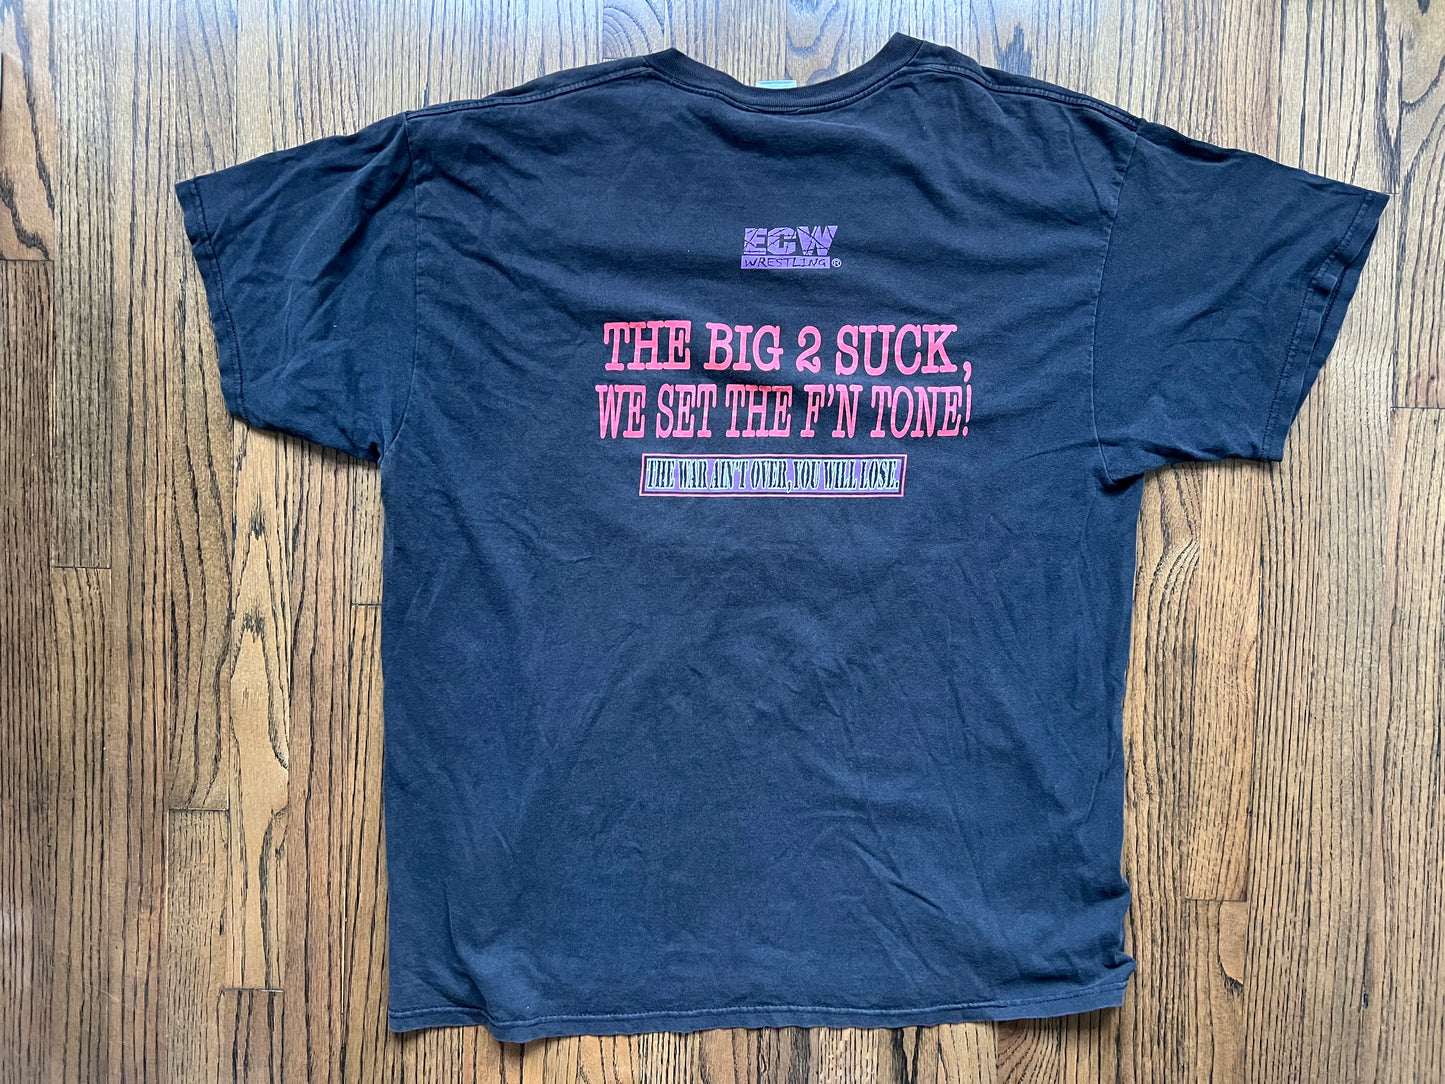 ECW
WRESTLING ®
THE BIG 2 SUCK,
WE SET THE F'N TONE!
THE WAR AIN'T OVER, YOU WILL LOSE.